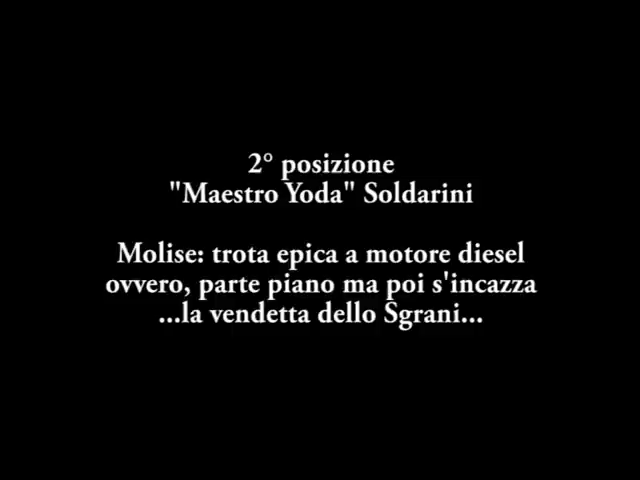 2° posizione
"Maestro Yoda" Soldarini
Molise: trota epica a motore diesel
ovvero, parte piano ma poi s'incazza
...la vendetta dello Sgrani...